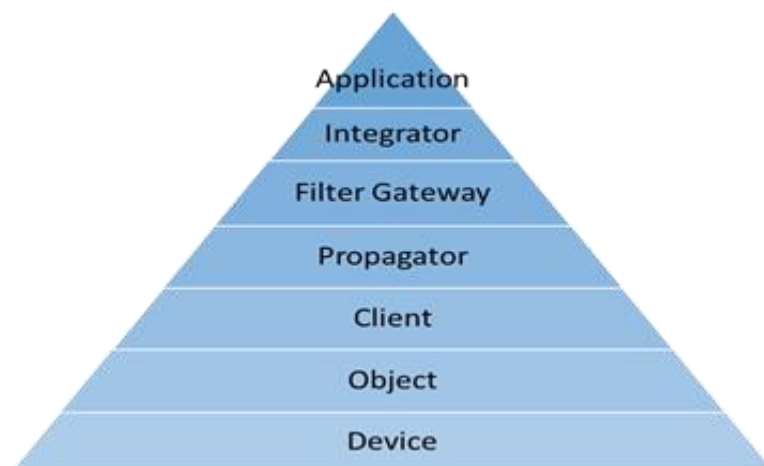 Application
Integrator
Filter Gateway
Propagator
Client
Object
Device